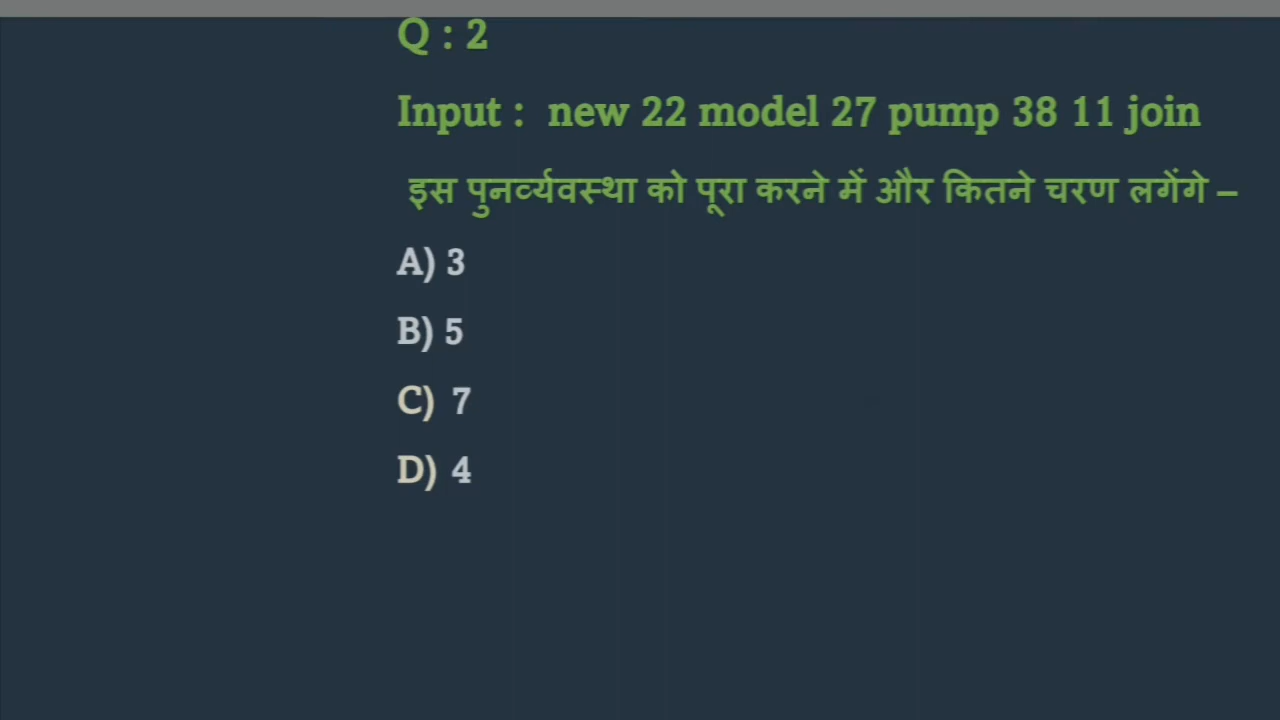 Q : 2
Input : new 22 model 27 pump 38 11 join
इस पुनर्व्यवस्था को पूरा करने में और कितने चरण लगेंगे –
A) 3
B) 5
C) 7
D) 4